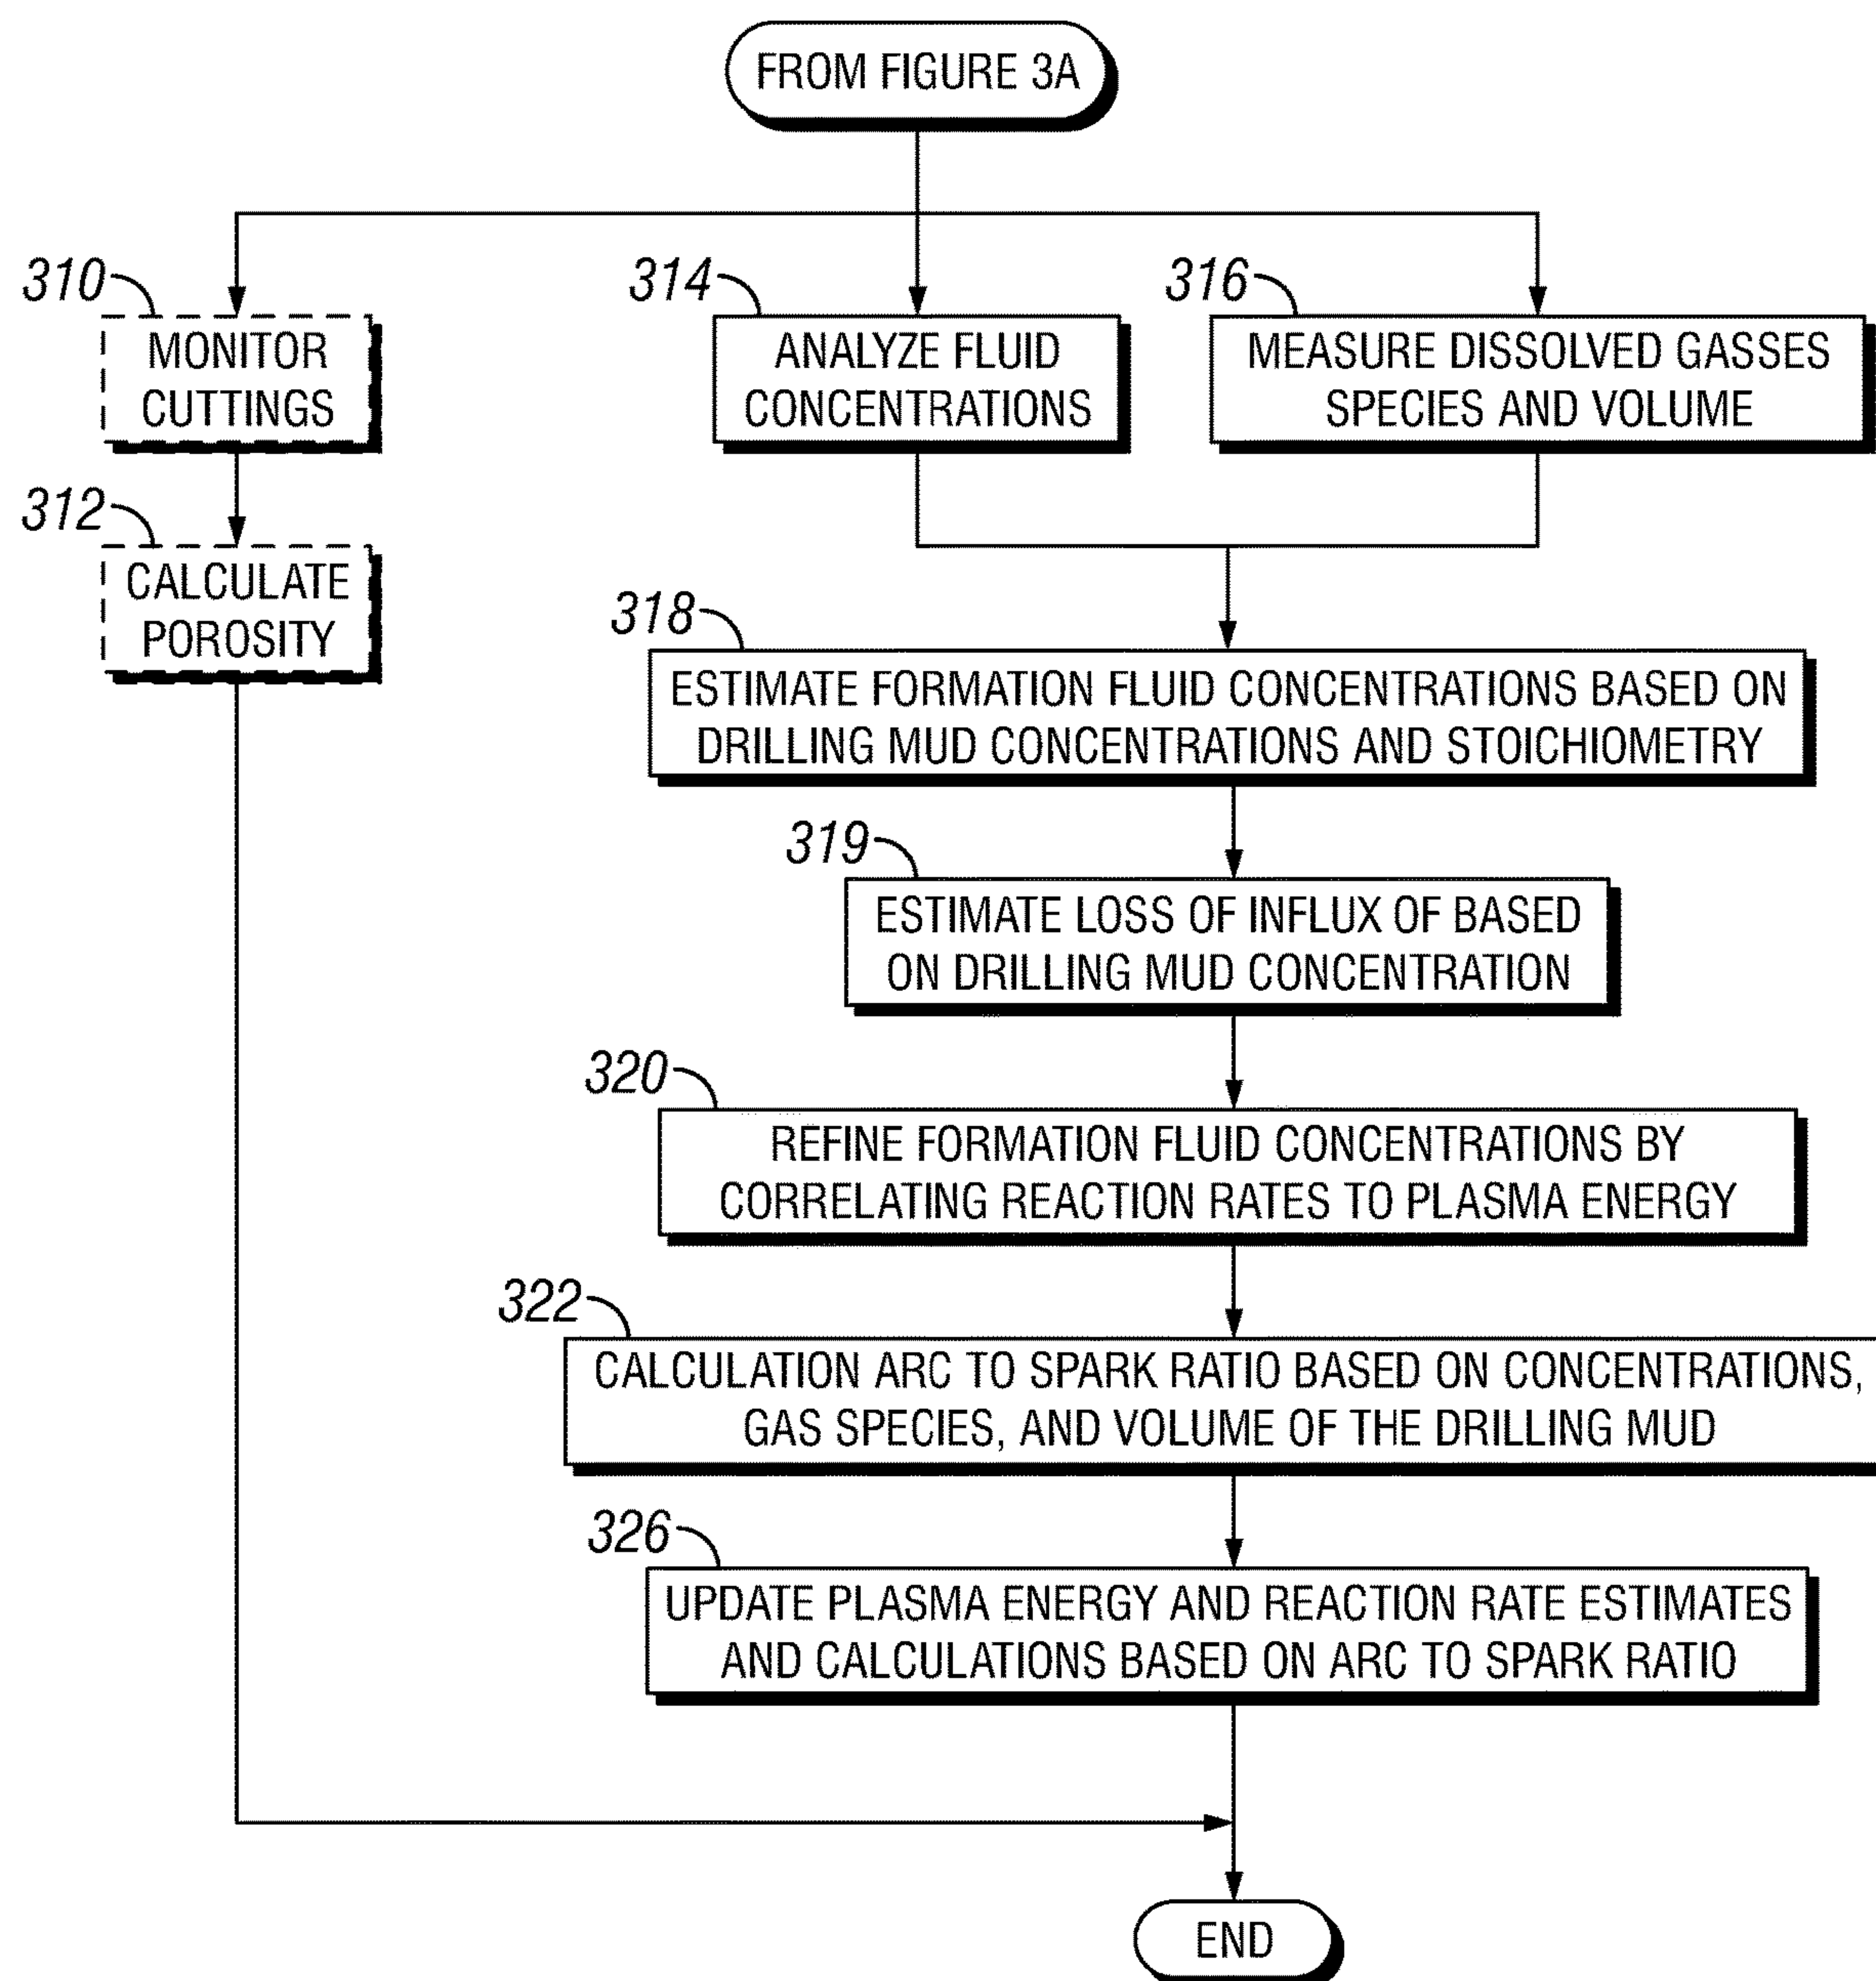 FROM FIGURE 3A
310
MONITOR
CUTTINGS
314
ANALYZE FLUID
CONCENTRATIONS
316
MEASURE DISSOLVED GASSES
SPECIES AND VOLUME
312
CALCULATE
POROSITY
318
ESTIMATE FORMATION FLUID CONCENTRATIONS BASED ON
DRILLING MUD CONCENTRATIONS AND STOICHIOMETRY
319
ESTIMATE LOSS OF INFLUX OF BASED
ON DRILLING MUD CONCENTRATION
320
REFINE FORMATION FLUID CONCENTRATIONS BY
CORRELATING REACTION RATES TO PLASMA ENERGY
322
CALCULATION ARC TO SPARK RATIO BASED ON CONCENTRATIONS,
GAS SPECIES, AND VOLUME OF THE DRILLING MUD
326
UPDATE PLASMA ENERGY AND REACTION RATE ESTIMATES
AND CALCULATIONS BASED ON ARC TO SPARK RATIO
END